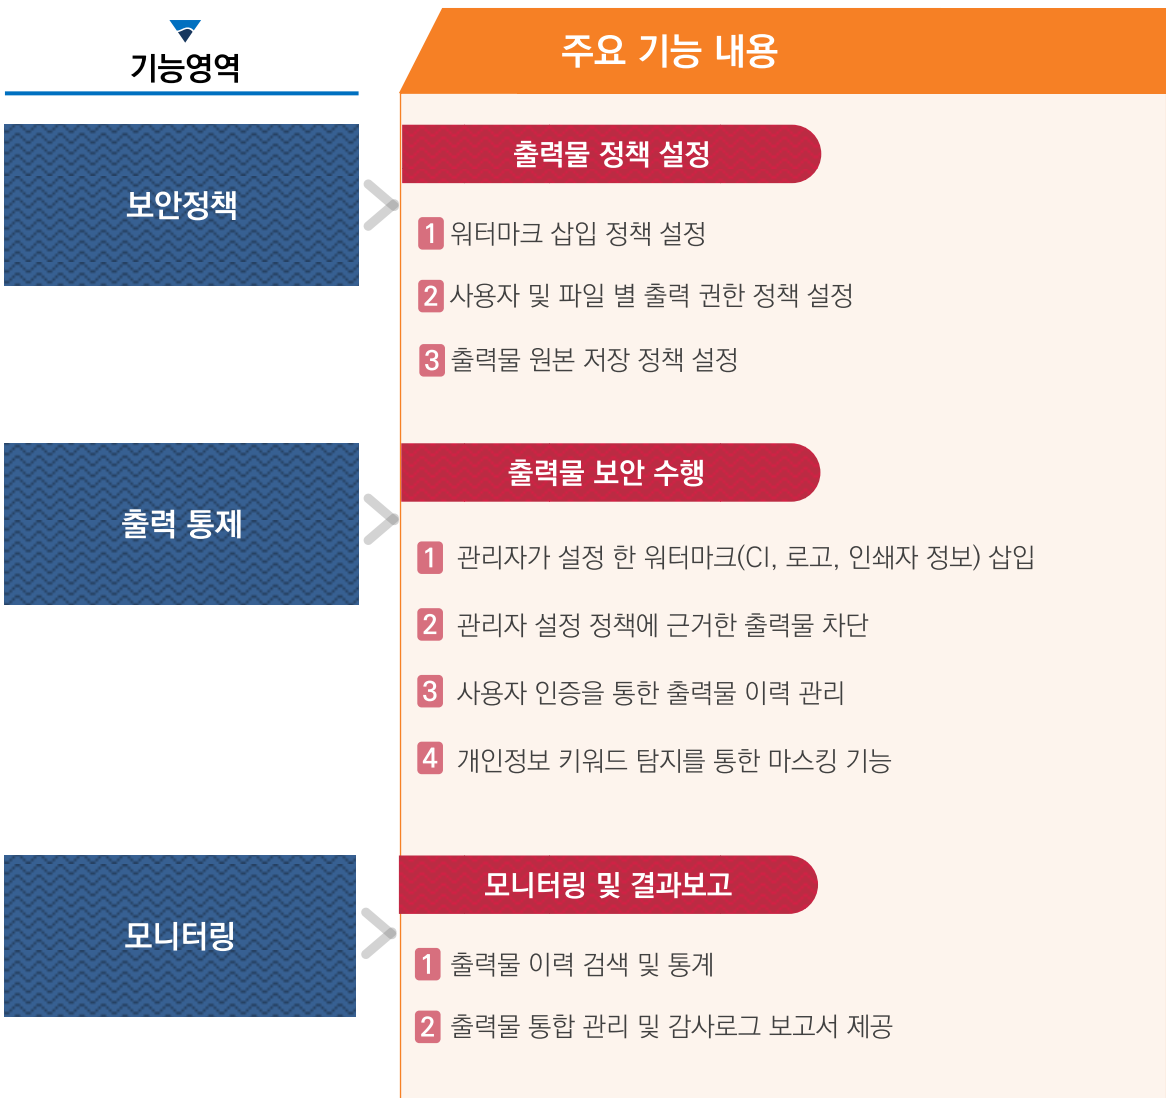 기능영역
주요 기능 내용
보안정책
출력물 정책 설정
1 워터마크 삽입 정책 설정
2 사용자 및 파일 별 출력 권한 정책 설정
3 출력물 원본 저장 정책 설정
출력 통제
출력물 보안 수행
1 관리자가 설정 한 워터마크(CI, 로고, 인쇄자 정보) 삽입
2 관리자 설정 정책에 근거한 출력물 차단
3 사용자 인증을 통한 출력물 이력 관리
4 개인정보 키워드 탐지를 통한 마스킹 기능
모니터링
모니터링 및 결과보고
1 출력물 이력 검색 및 통계
2 출력물 통합 관리 및 감사로그 보고서 제공